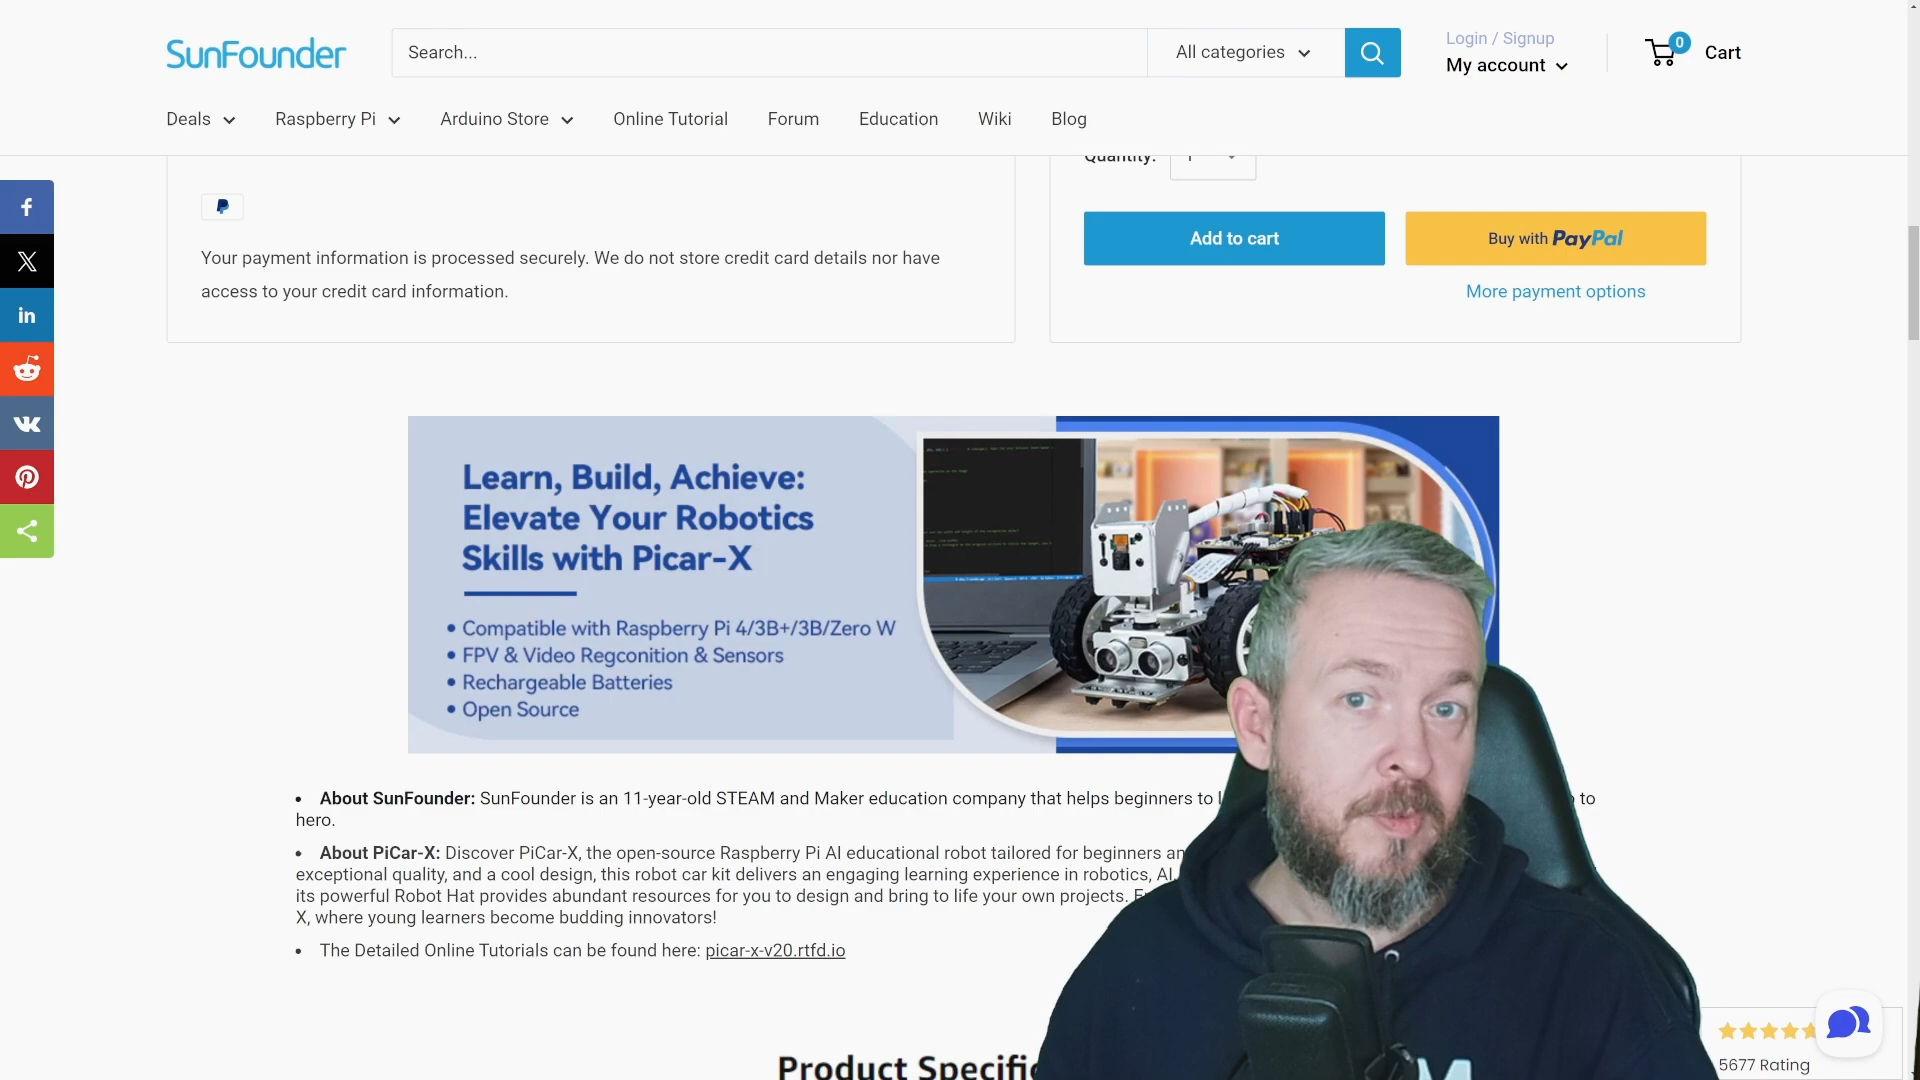 SunFounder
Search...
All categories
Login / Signup
My account
0
Cart
Deals
Raspberry Pi
Arduino Store
Online Tutorial
Forum
Education
Wiki
Blog
Quantity:
1
Your payment information is processed securely. We do not store credit card details nor have
access to your credit card information.
Add to cart
Buy with PayPal
More payment options
Learn, Build, Achieve:
Elevate Your Robotics
Skills with Picar-X
• Compatible with Raspberry Pi 4/3B+/3B/Zero W
• FPV & Video Regconition & Sensors
• Rechargeable Batteries
• Open Source
• About SunFounder: SunFounder is an 11-year-old STEAM and Maker education company that helps beginners to to
hero.
• About PiCar-X: Discover PiCar-X, the open-source Raspberry Pi AI educational robot tailored for beginners
exceptional quality, and a cool design, this robot car kit delivers an engaging learning experience in robotics, AI,
its powerful Robot Hat provides abundant resources for you to design and bring to life your own projects.
X, where young learners become budding innovators!
• The Detailed Online Tutorials can be found here: picar-x-v20.rtfd.io
Product
5677 Rating